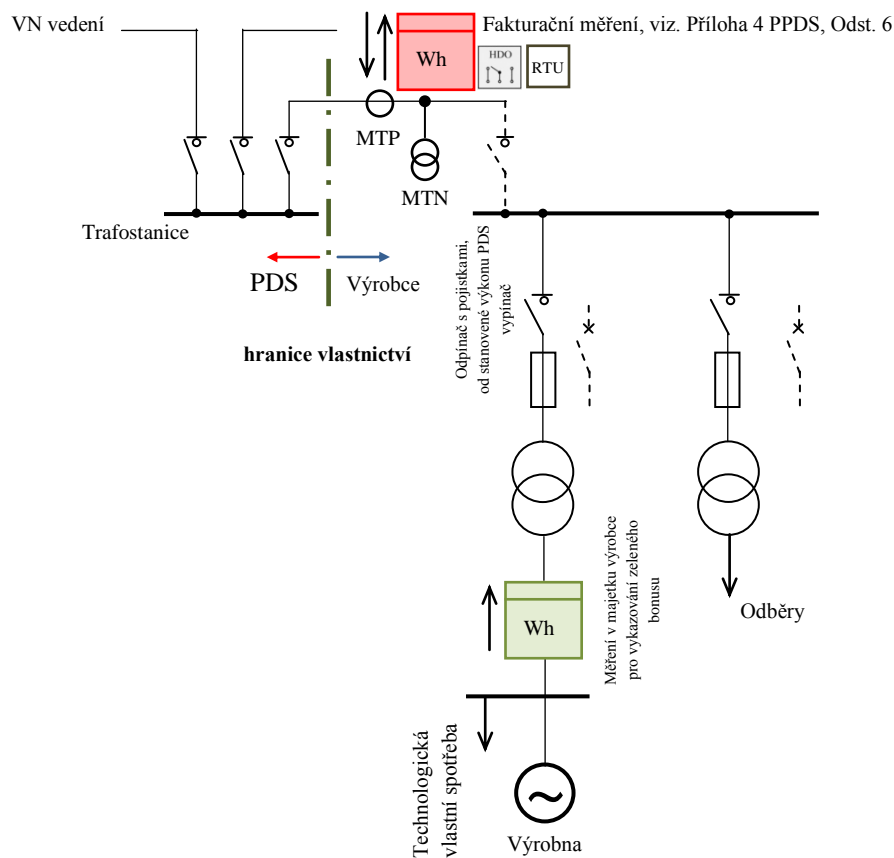 VN vedení
Fakturační měření, viz. Příloha 4 PPDS, Odst. 6
Wh
HDO
RTU
MTP
MTN
Trafostanice
PDS
Výrobce
hranice vlastnictví
Odpínač s pojistkami,
od stanovené výkonu PDS
vypínač
Wh
Měření v majetku výrobce
pro vykazování zeleného
bonusu
Odběry
Technologická
vlastní spotřeba
~
Výrobna